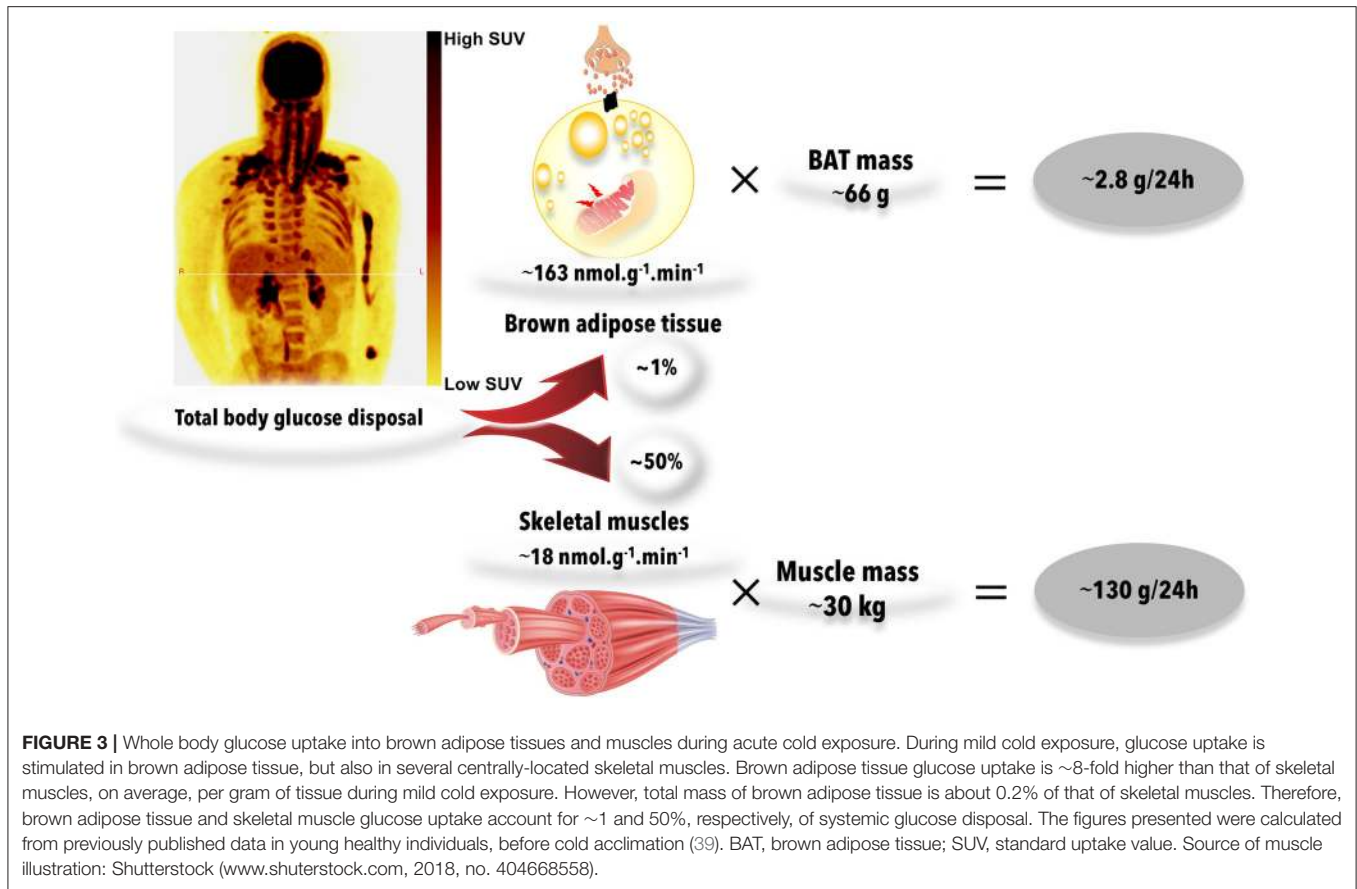 High SUV
R
L
Low SUV
Total body glucose disposal
~163 nmol.g⁻¹.min⁻¹
Brown adipose tissue
×
BAT mass
~66 g
=
~2.8 g/24h
~1%
~50%
Skeletal muscles
~18 nmol.g⁻¹.min⁻¹
×
Muscle mass
~30 kg
=
~130 g/24h
FIGURE 3 | Whole body glucose uptake into brown adipose tissues and muscles during acute cold exposure. During mild cold exposure, glucose uptake is
stimulated in brown adipose tissue, but also in several centrally-located skeletal muscles. Brown adipose tissue glucose uptake is ∼8-fold higher than that of skeletal
muscles, on average, per gram of tissue during mild cold exposure. However, total mass of brown adipose tissue is about 0.2% of that of skeletal muscles. Therefore,
brown adipose tissue and skeletal muscle glucose uptake account for ∼1 and 50%, respectively, of systemic glucose disposal. The figures presented were calculated
from previously published data in young healthy individuals, before cold acclimation (39). BAT, brown adipose tissue; SUV, standard uptake value. Source of muscle
illustration: Shutterstock (www.shuterstock.com, 2018, no. 404668558).